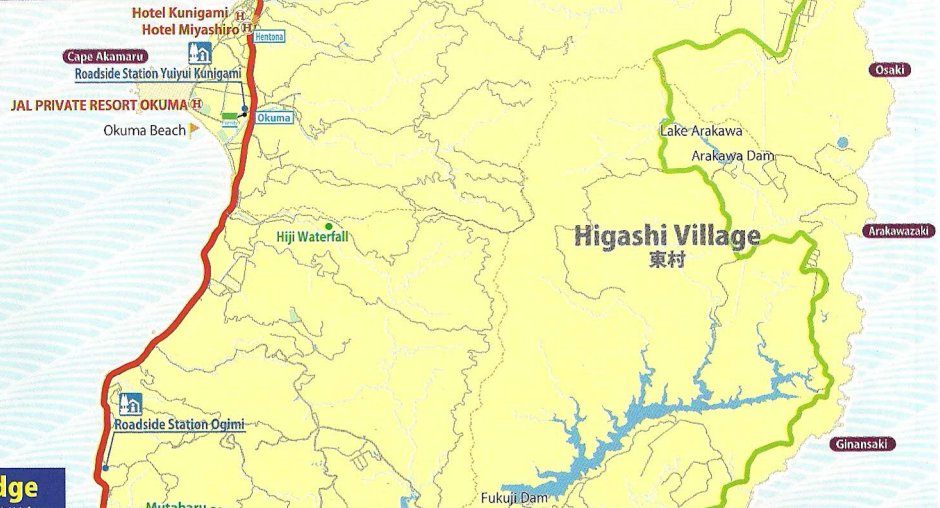 Hotel Kunigami H
Hotel Miyashiro H
Hentona
Cape Akamaru
Roadside Station Yuiyui Kunigami
Osaki
JAL PRIVATE RESORT OKUMA H
Okuma
Okuma Beach
Lake Arakawa
Arakawa Dam
Arakawazaki
Hiji Waterfall
Higashi Village
東村
Roadside Station Ogimi
Ginansaki
dge
Fukuji Dam